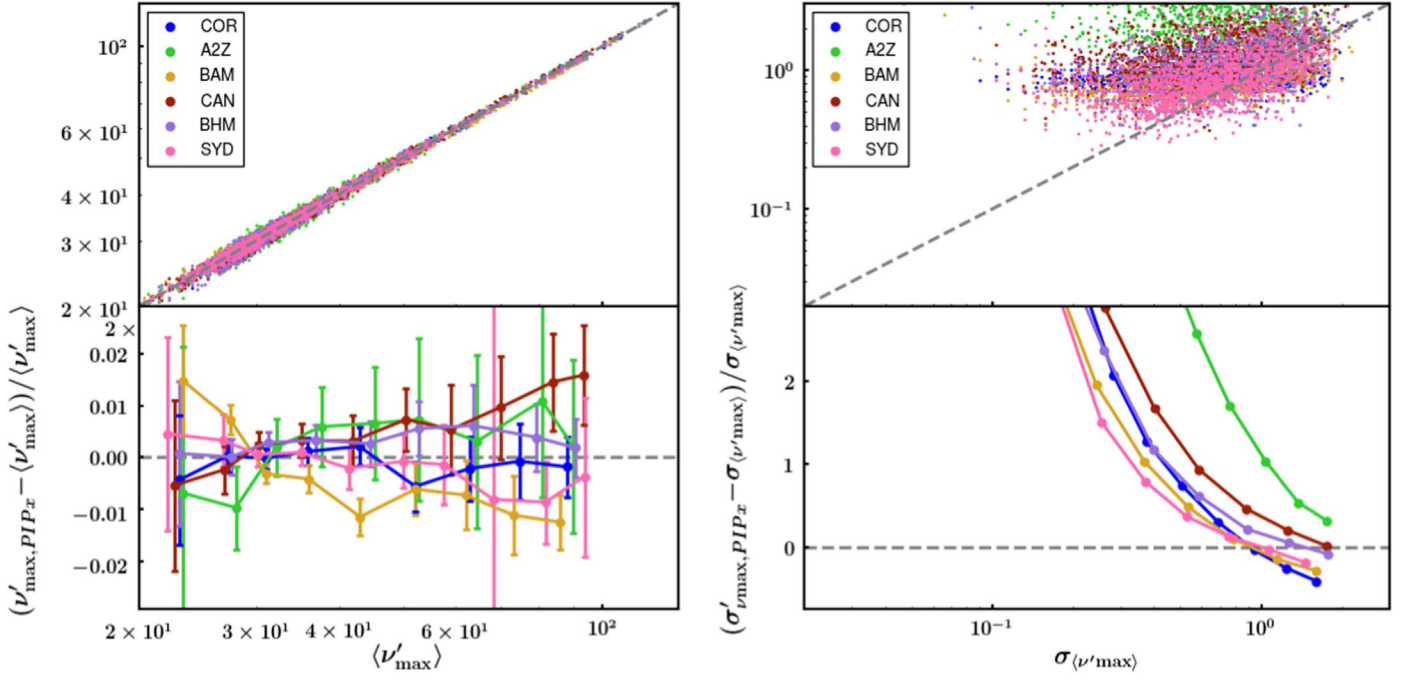 COR
A2Z
BAM
CAN
BHM
SYD
10²
6 × 10¹
4 × 10¹
3 × 10¹
2 × 10¹
2 ×
0.02
0.01
0.00
−0.01
−0.02
(ν′max,PIPx − ⟨ν′max⟩)/⟨ν′max⟩
2 × 10¹
3 × 10¹
4 × 10¹
6 × 10¹
10²
⟨ν′max⟩
COR
A2Z
BAM
CAN
BHM
SYD
10⁰
10⁻¹
2
1
0
(σ′νmax,PIPx − σ⟨ν′max⟩)/σ⟨ν′max⟩
10⁻¹
10⁰
σ⟨ν′max⟩